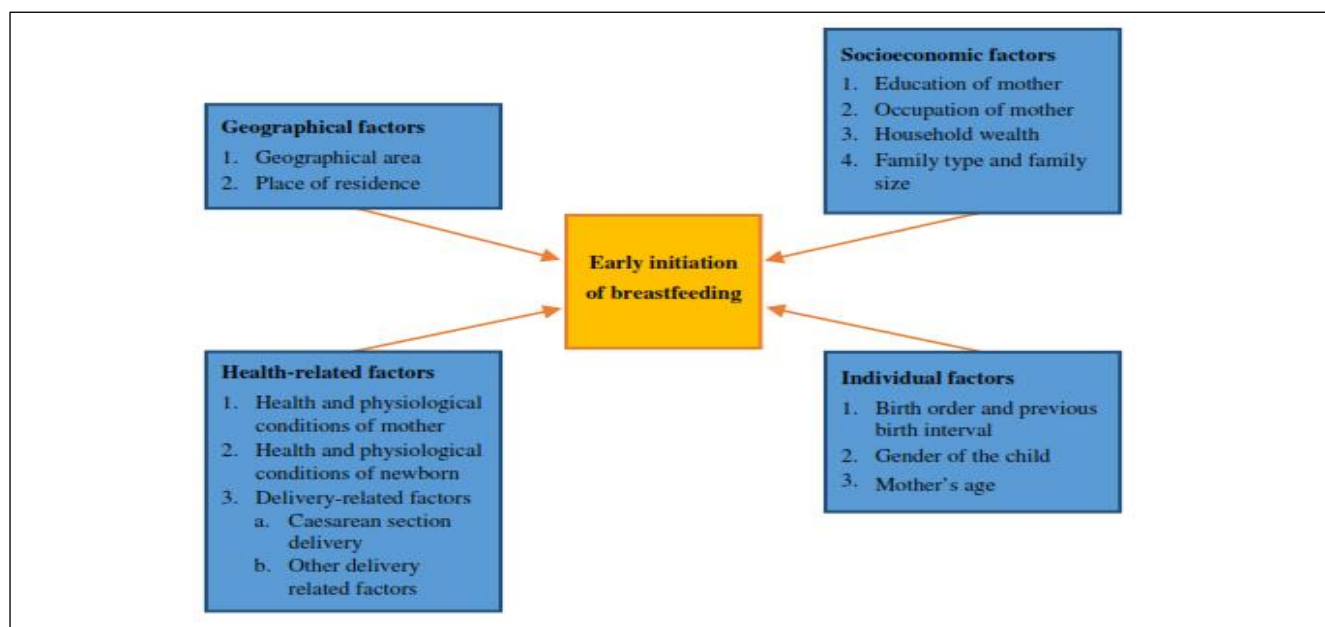 Geographical factors
1. Geographical area
2. Place of residence
Socioeconomic factors
1. Education of mother
2. Occupation of mother
3. Household wealth
4. Family type and family
size
Early initiation
of breastfeeding
Health-related factors
1. Health and physiological
conditions of mother
2. Health and physiological
conditions of newborn
3. Delivery-related factors
a. Caesarean section
delivery
b. Other delivery
related factors
Individual factors
1. Birth order and previous
birth interval
2. Gender of the child
3. Mother’s age